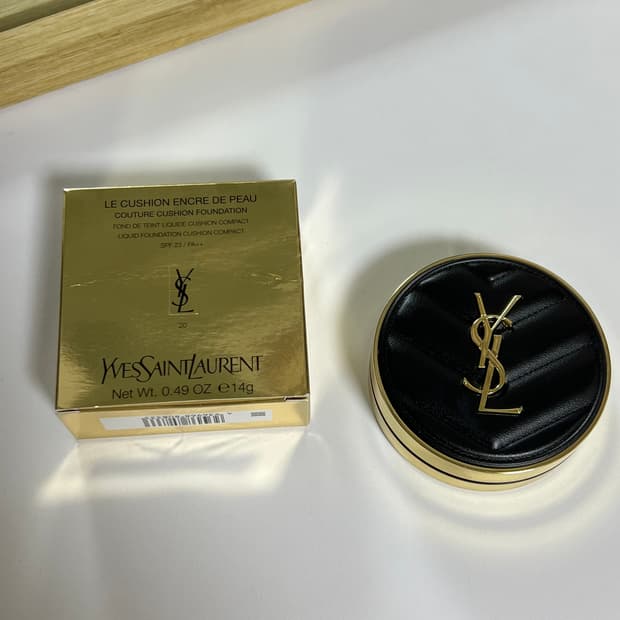 LE CUSHION ENCRE DE PEAU
COUTURE CUSHION FOUNDATION
FOND DE TEINT LIQUIDE CUSHION COMPACT
LIQUID FOUNDATION CUSHION COMPACT
SPF 23 / PA++
YSL
20
YVESSAINTLAURENT
Net Wt. 0.49 OZ ℮14g
YSL